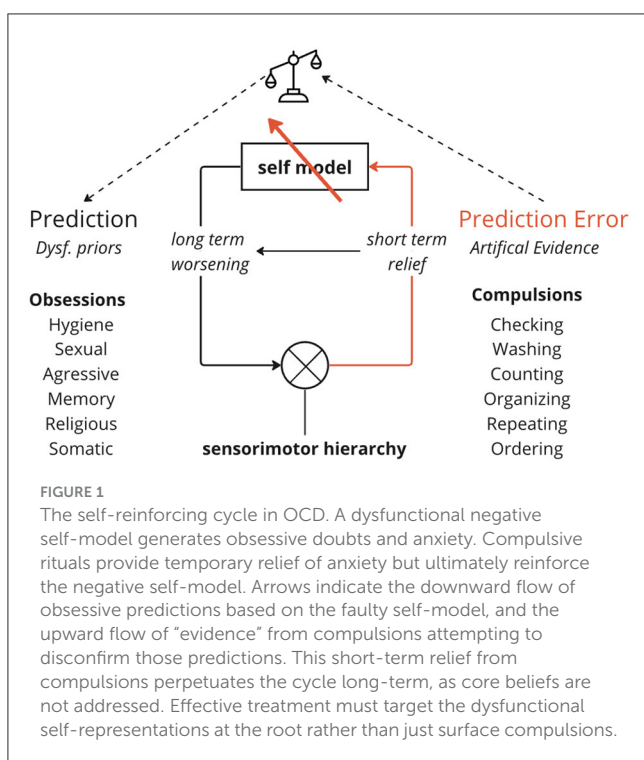 self model
Prediction
Dysf. priors
long term
worsening
short term
relief
Prediction Error
Artifical Evidence
Obsessions
Hygiene
Sexual
Agressive
Memory
Religious
Somatic
Compulsions
Checking
Washing
Counting
Organizing
Repeating
Ordering
sensorimotor hierarchy
FIGURE 1
The self-reinforcing cycle in OCD. A dysfunctional negative
self-model generates obsessive doubts and anxiety. Compulsive
rituals provide temporary relief of anxiety but ultimately reinforce
the negative self-model. Arrows indicate the downward flow of
obsessive predictions based on the faulty self-model, and the
upward flow of “evidence” from compulsions attempting to
disconfirm those predictions. This short-term relief from
compulsions perpetuates the cycle long-term, as core beliefs are
not addressed. Effective treatment must target the dysfunctional
self-representations at the root rather than just surface compulsions.